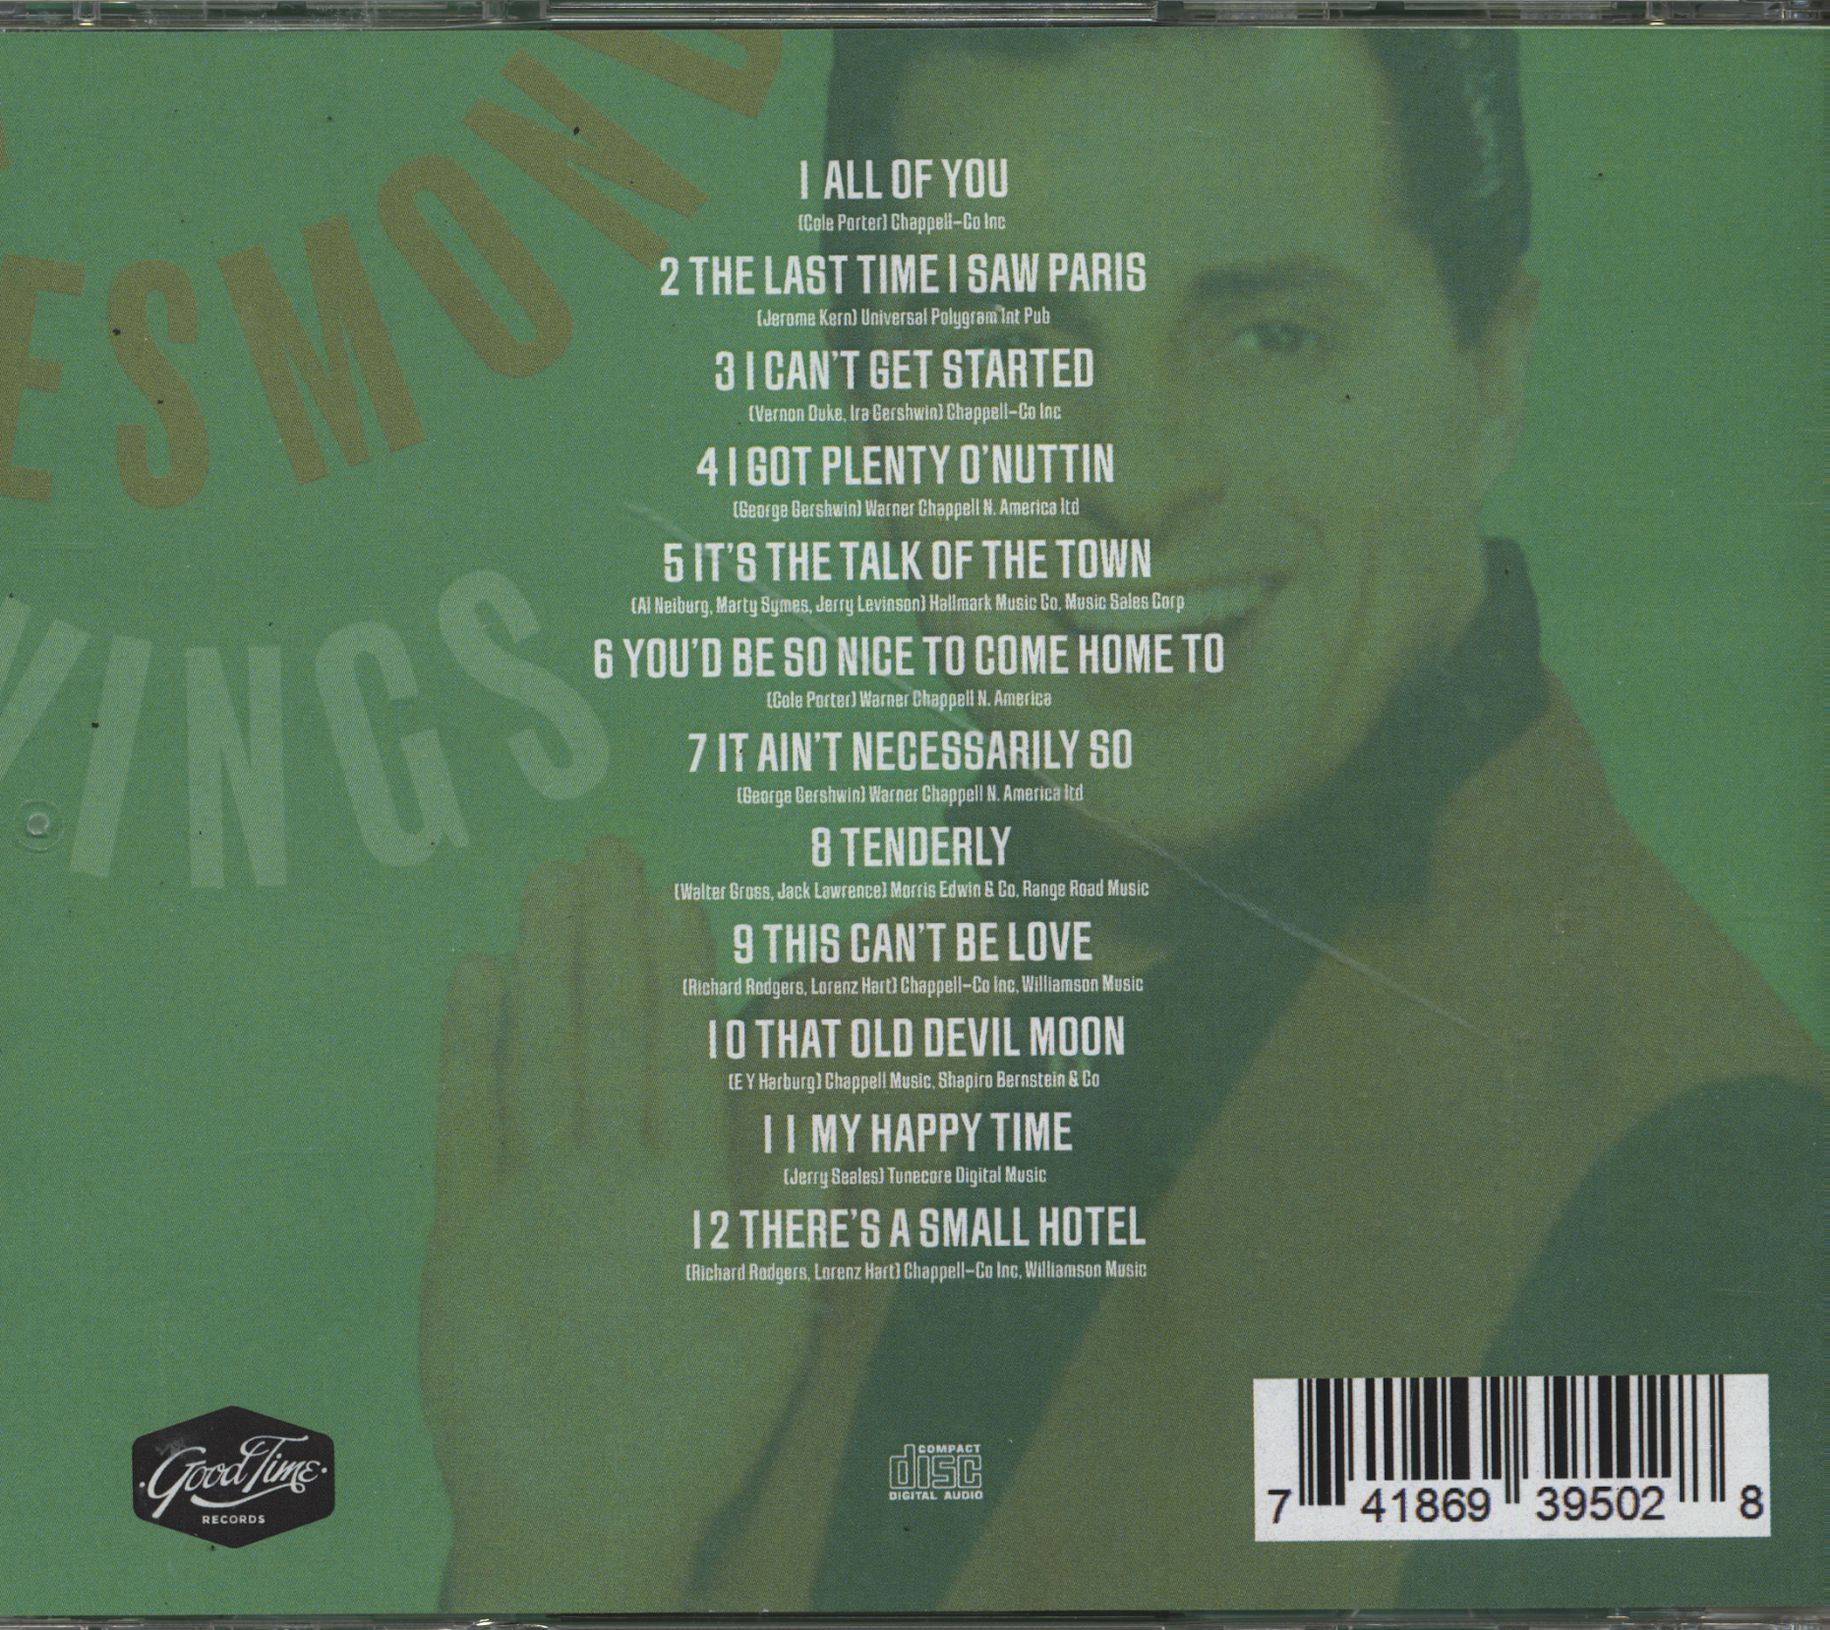 ESMOND
INGS
1 ALL OF YOU
(Cole Porter) Chappell-Co Inc
2 THE LAST TIME I SAW PARIS
(Jerome Kern) Universal Polygram Int Pub
3 I CAN'T GET STARTED
(Vernon Duke, Ira Gershwin) Chappell-Co Inc
4 I GOT PLENTY O'NUTTIN
(George Gershwin) Warner Chappell N. America ltd
5 IT'S THE TALK OF THE TOWN
(Al Neiburg, Marty Symes, Jerry Levinson) Hallmark Music Co, Music Sales Corp
6 YOU'D BE SO NICE TO COME HOME TO
(Cole Porter) Warner Chappell N. America
7 IT AIN'T NECESSARILY SO
(George Gershwin) Warner Chappell N. America ltd
8 TENDERLY
(Walter Gross, Jack Lawrence) Morris Edwin & Co, Range Road Music
9 THIS CAN'T BE LOVE
(Richard Rodgers, Lorenz Hart) Chappell-Co Inc, Williamson Music
10 THAT OLD DEVIL MOON
(E Y Harburg) Chappell Music, Shapiro Bernstein & Co
11 MY HAPPY TIME
(Jerry Seales) Tunecore Digital Music
12 THERE'S A SMALL HOTEL
(Richard Rodgers, Lorenz Hart) Chappell-Co Inc, Williamson Music
Good Time
RECORDS
COMPACT
disc
DIGITAL AUDIO
7 41869 39502 8